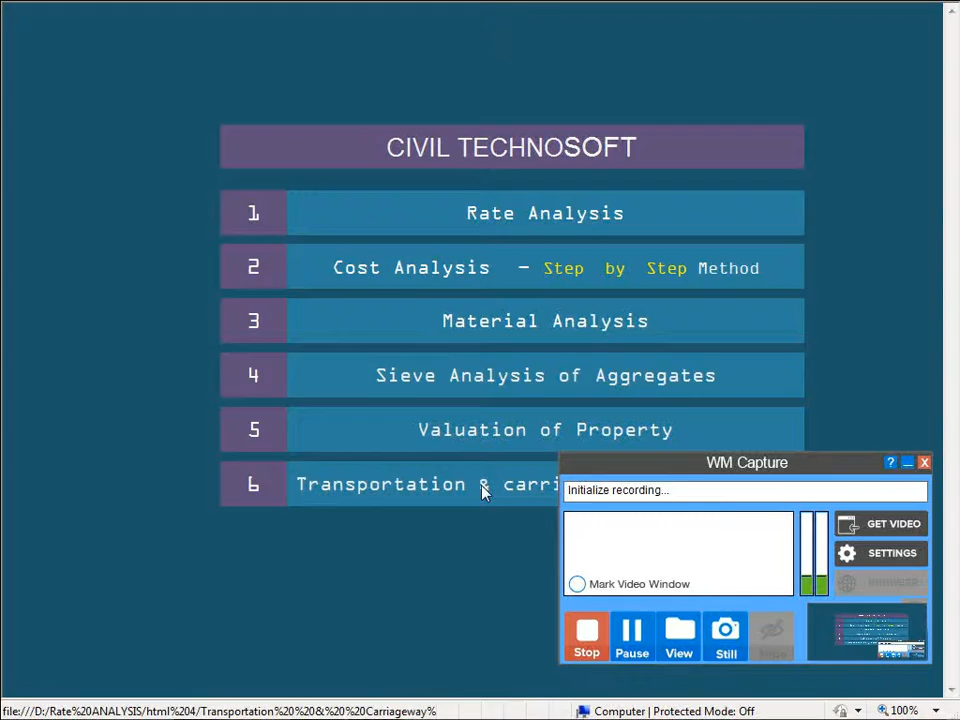 CIVIL TECHNOSOFT
1 Rate Analysis
2 Cost Analysis - Step by Step Method
3 Material Analysis
4 Sieve Analysis of Aggregates
5 Valuation of Property
6 Transportation & carri
WM Capture
? _ X
Initialize recording...
GET VIDEO
SETTINGS
Mark Video Window
Stop Pause View Still
file:///D:/Rate%20ANALYSIS/html%204/Transportation%20%20&%20%20Carriageway% Computer | Protected Mode: Off 100%